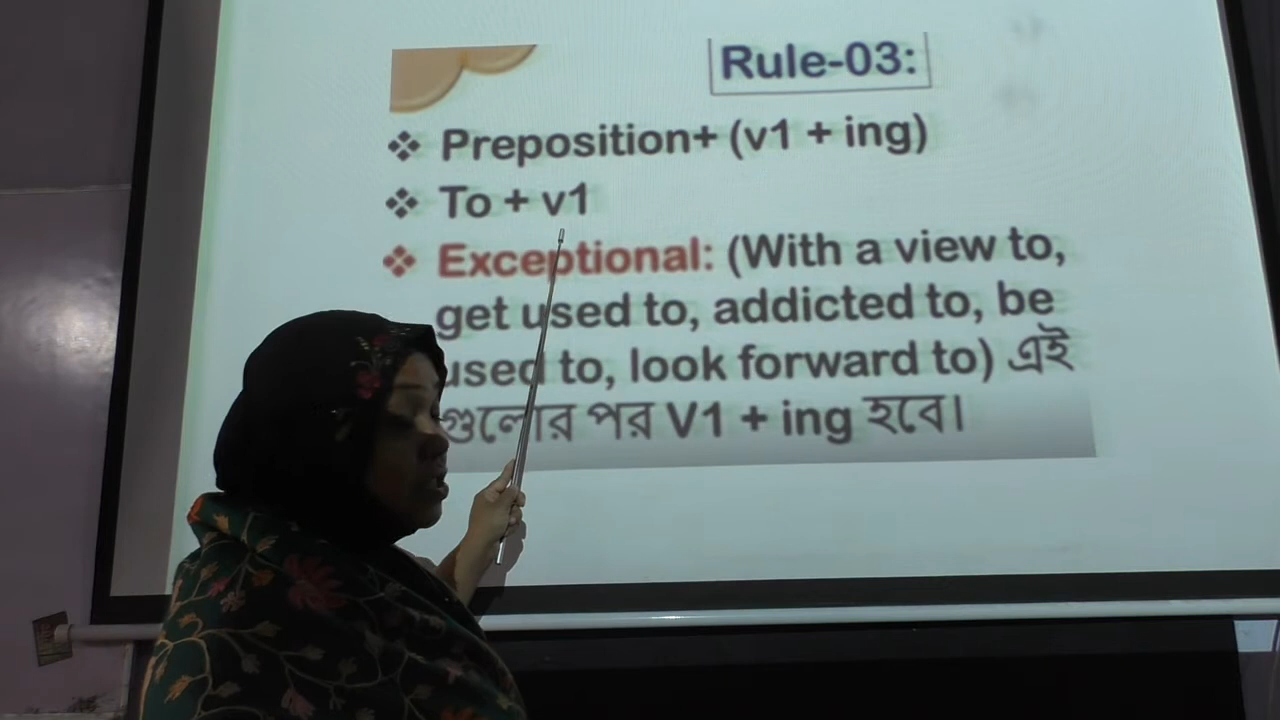 Rule-03:
❖ Preposition+ (v1 + ing)
❖ To + v1
❖ Exceptional: (With a view to,
get used to, addicted to, be
used to, look forward to) এই
গুলোর পর V1 + ing হবে।